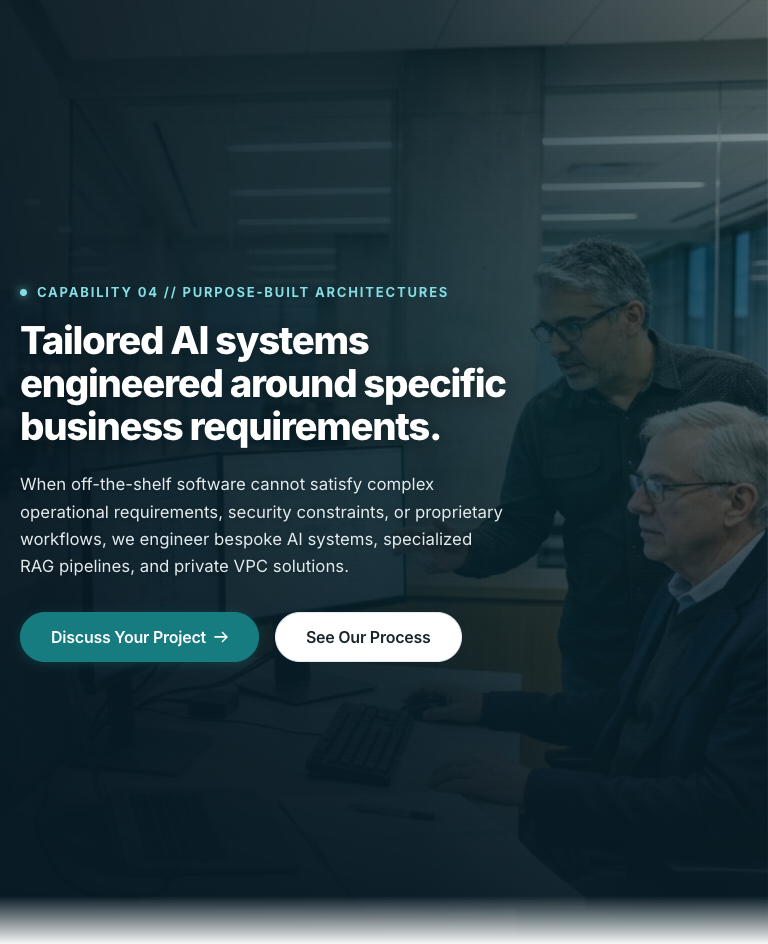 CAPABILITY 04 // PURPOSE-BUILT ARCHITECTURES
Tailored AI systems
engineered around specific
business requirements.
When off-the-shelf software cannot satisfy complex
operational requirements, security constraints, or proprietary
workflows, we engineer bespoke AI systems, specialized
RAG pipelines, and private VPC solutions.
Discuss Your Project →
See Our Process